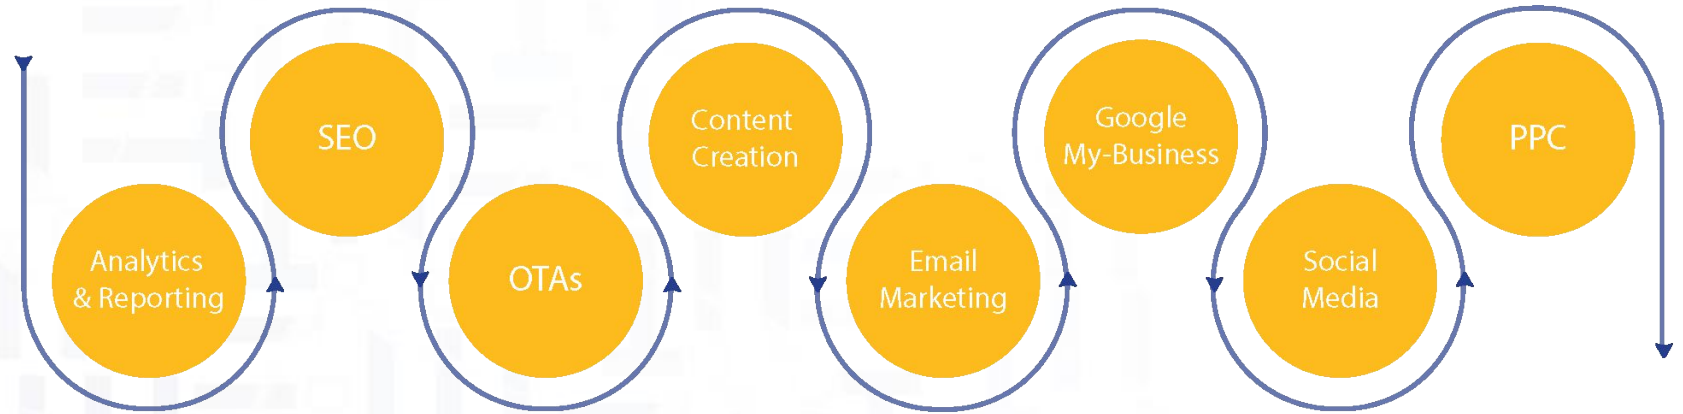 Analytics
& Reporting
SEO
OTAs
Content
Creation
Email
Marketing
Google
My-Business
Social
Media
PPC